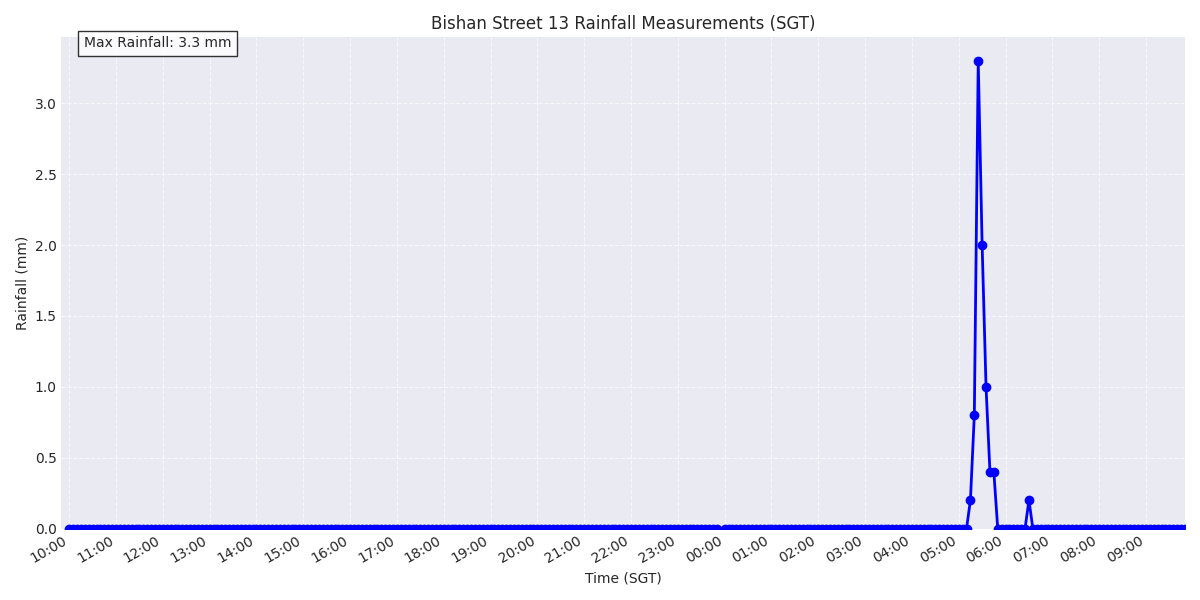 Bishan Street 13 Rainfall Measurements (SGT)
Max Rainfall: 3.3 mm
Rainfall (mm)
3.0
2.5
2.0
1.5
1.0
0.5
0.0
10:00 11:00 12:00 13:00 14:00 15:00 16:00 17:00 18:00 19:00 20:00 21:00 22:00 23:00 00:00 01:00 02:00 03:00 04:00 05:00 06:00 07:00 08:00 09:00
Time (SGT)